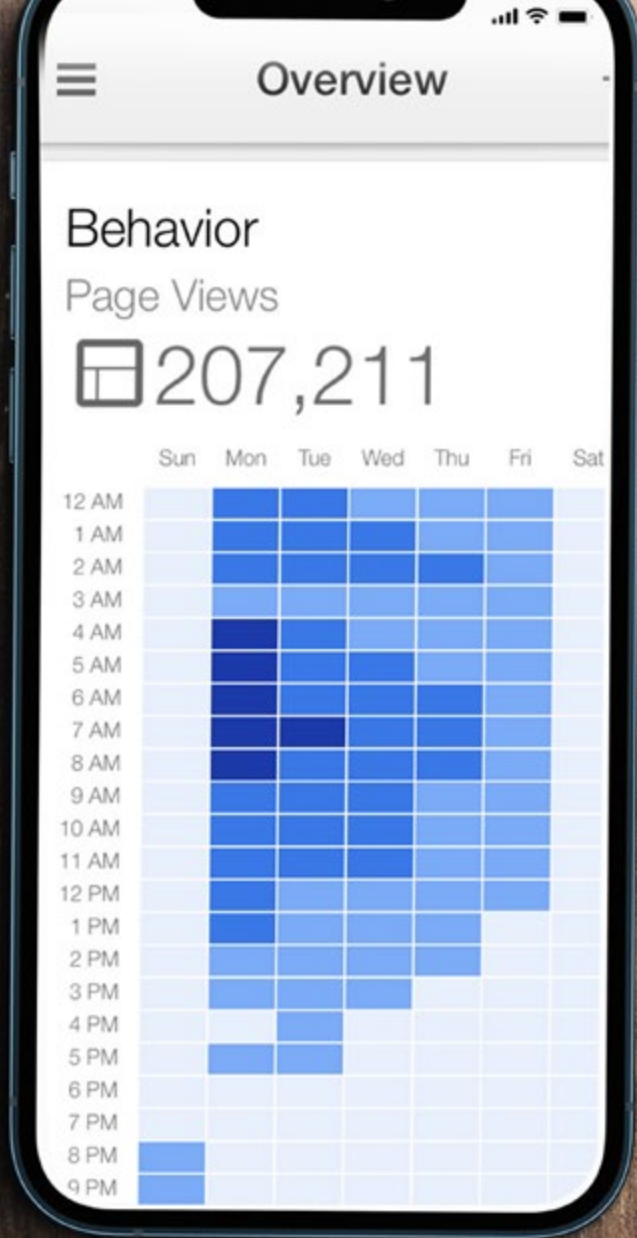 Overview
Behavior
Page Views
207,211
Sun Mon Tue Wed Thu Fri Sat
12 AM
1 AM
2 AM
3 AM
4 AM
5 AM
6 AM
7 AM
8 AM
9 AM
10 AM
11 AM
12 PM
1 PM
2 PM
3 PM
4 PM
5 PM
6 PM
7 PM
8 PM
9 PM